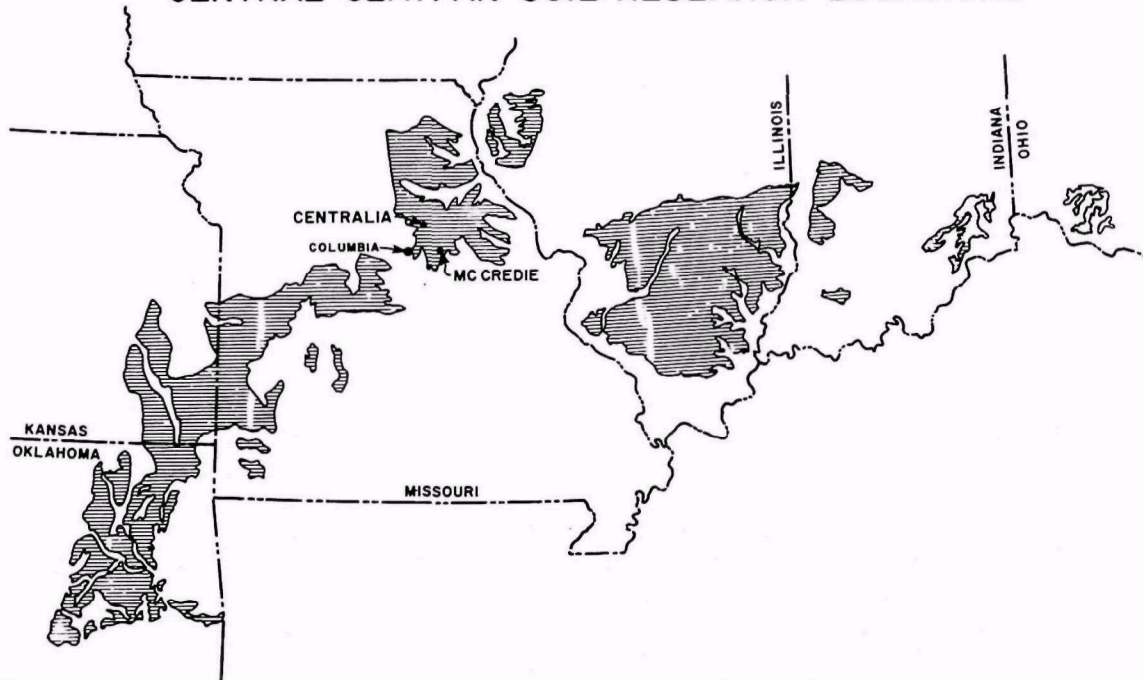 ILLINOIS
INDIANA
OHIO
CENTRALIA
COLUMBIA
MC CREDIE
KANSAS
OKLAHOMA
MISSOURI